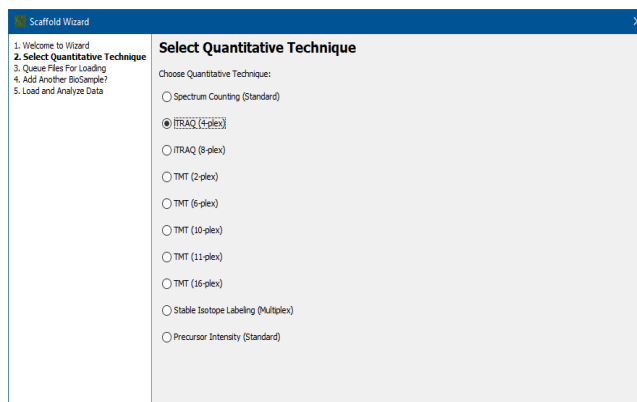 Scaffold Wizard
1. Welcome to Wizard
2. Select Quantitative Technique
3. Queue Files For Loading
4. Add Another BioSample?
5. Load and Analyze Data
Select Quantitative Technique
Choose Quantitative Technique:
Spectrum Counting (Standard)
iTRAQ (4-plex)
iTRAQ (8-plex)
TMT (2-plex)
TMT (6-plex)
TMT (10-plex)
TMT (11-plex)
TMT (16-plex)
Stable Isotope Labeling (Multiplex)
Precursor Intensity (Standard)